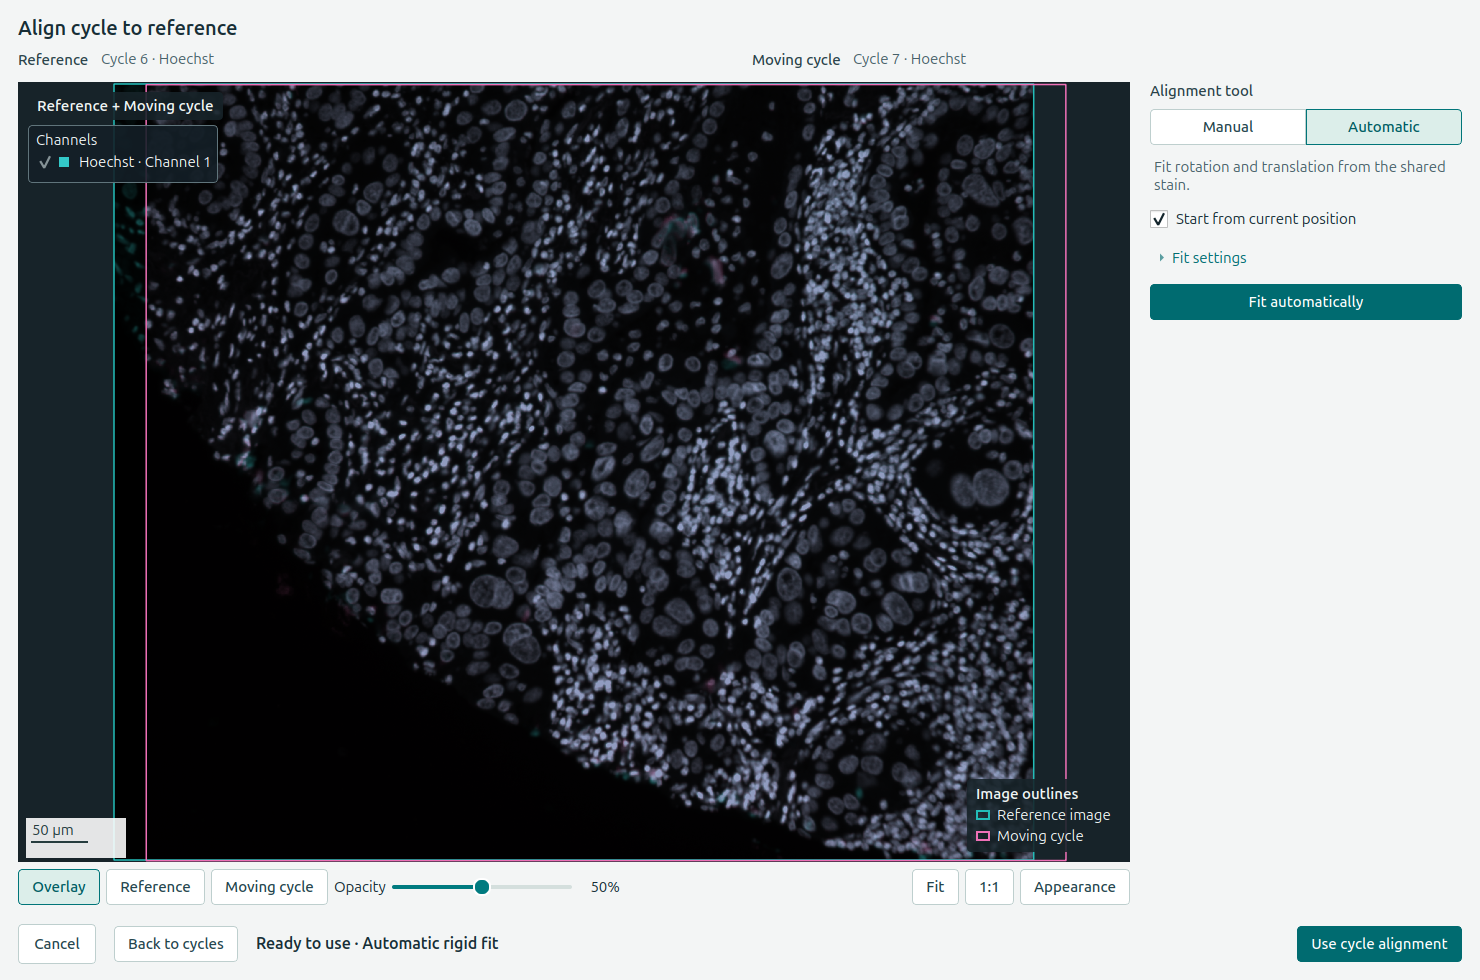 Align cycle to reference
Reference Cycle 6 · Hoechst
Moving cycle Cycle 7 · Hoechst
Reference + Moving cycle
Channels
Hoechst · Channel 1
Alignment tool
Manual
Automatic
Fit rotation and translation from the shared
stain.
Start from current position
Fit settings
Fit automatically
Image outlines
Reference image
Moving cycle
50 µm
Overlay
Reference
Moving cycle
Opacity
50%
Fit
1:1
Appearance
Cancel
Back to cycles
Ready to use · Automatic rigid fit
Use cycle alignment